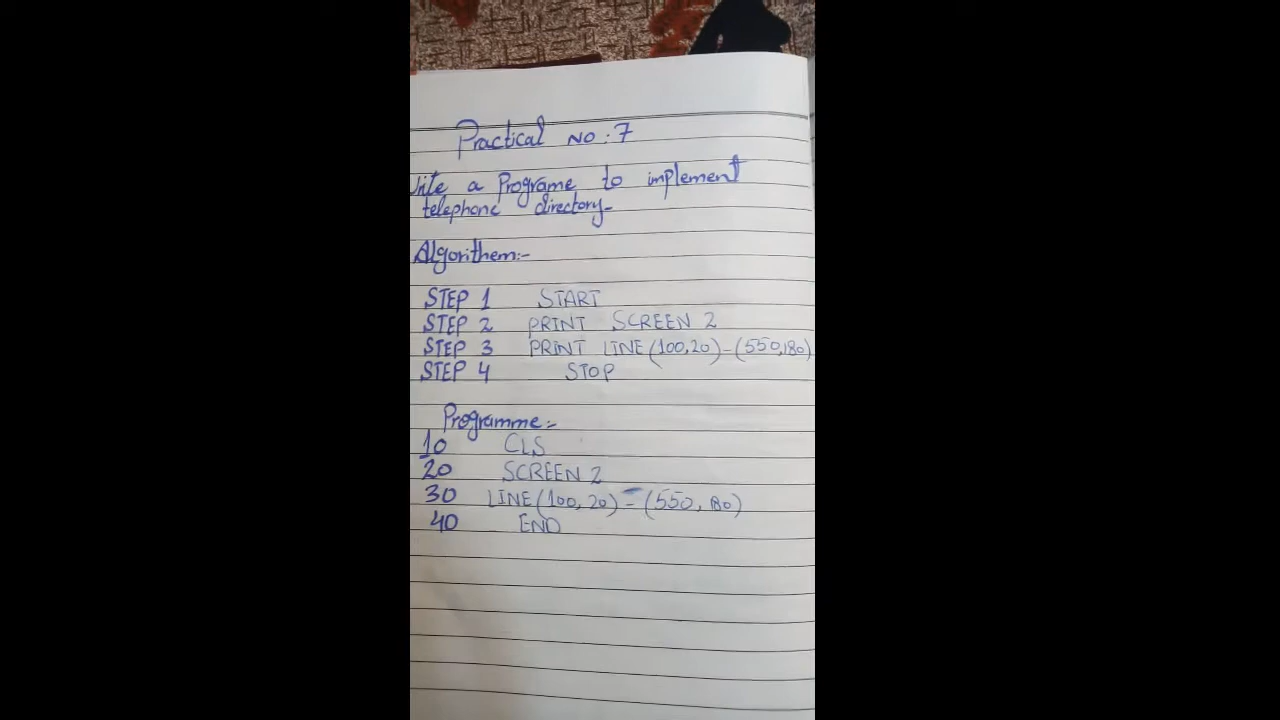 Practical NO: 7
write a Programe to implement
telephone directory-
Algorithem:-
STEP 1 START
STEP 2 PRINT SCREEN 2
STEP 3 PRINT LINE (100,20) - (550,180)
STEP 4 STOP
Programme:-
10 CLS
20 SCREEN 2
30 LINE (100, 20) - (550, 180)
40 END